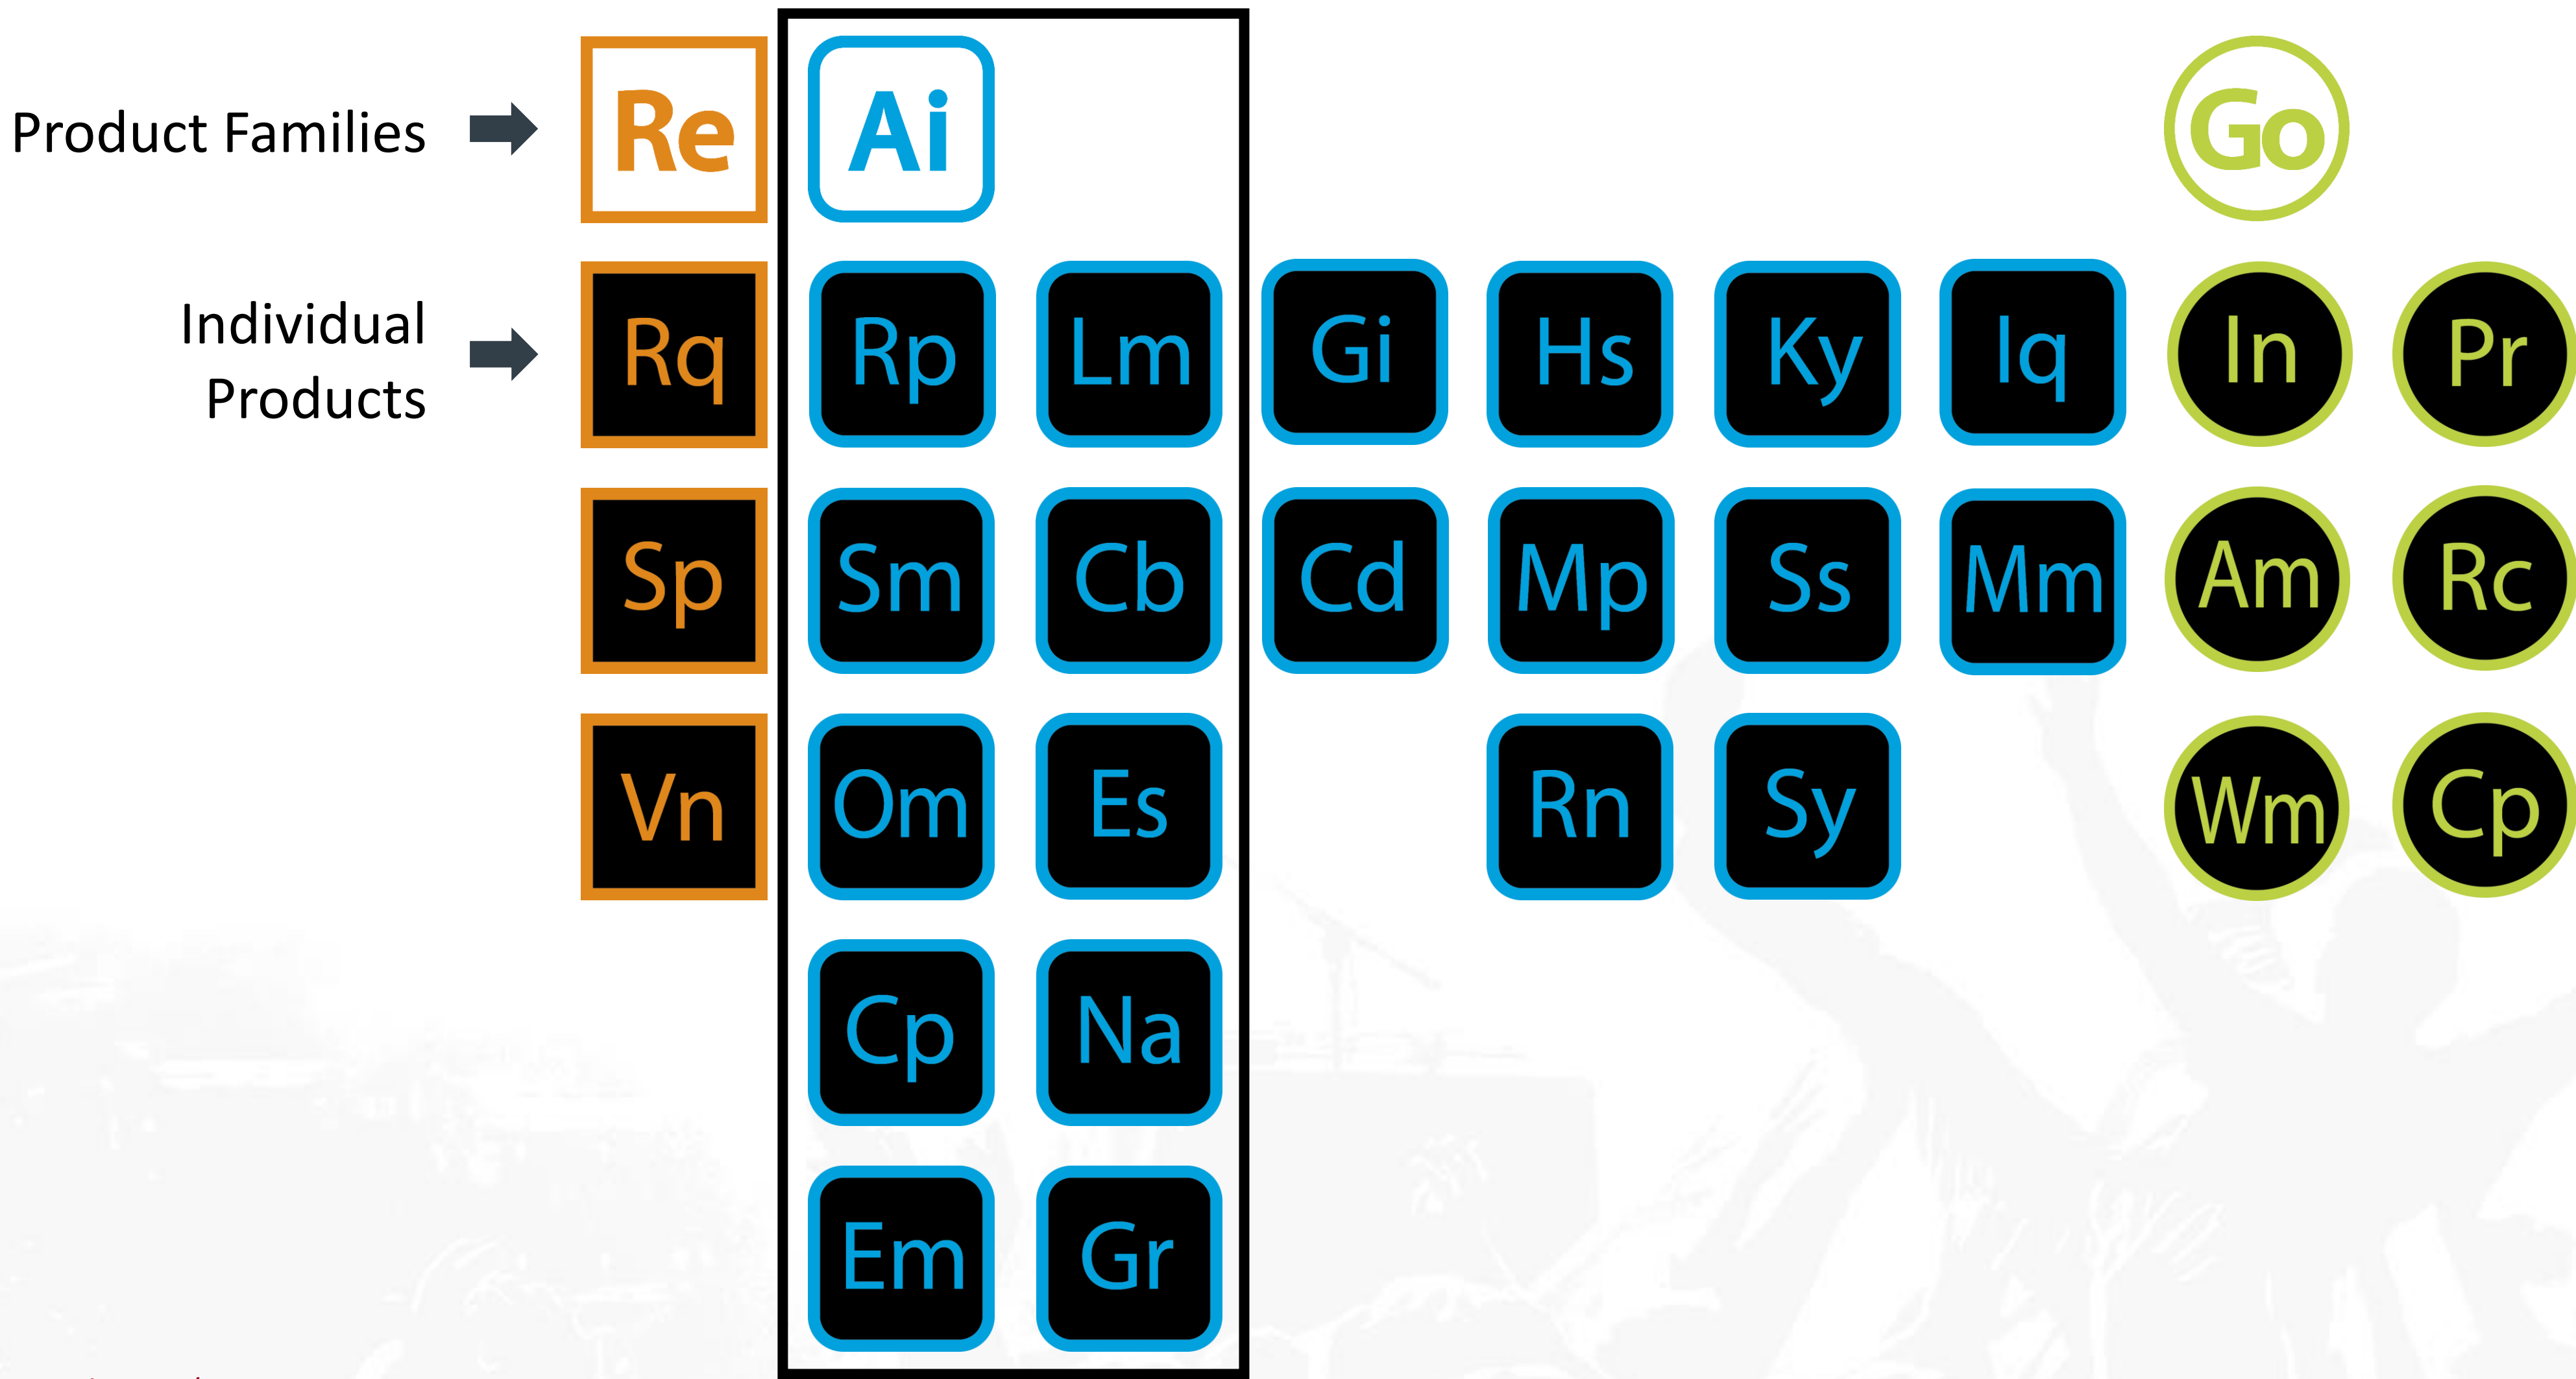 Product Families
Re Ai Go
Individual
Products
Rq Rp Lm Gi Hs Ky Iq In Pr
Sp Sm Cb Cd Mp Ss Mm Am Rc
Vn Om Es Rn Sy Wm Cp
Cp Na
Em Gr